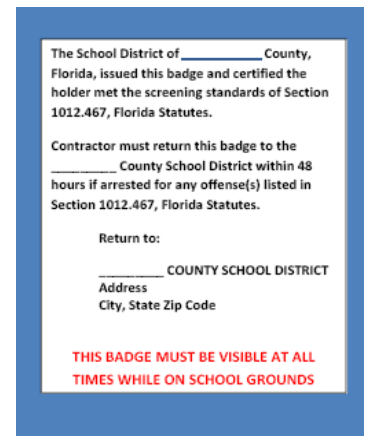 The School District of ____________ County,
Florida, issued this badge and certified the
holder met the screening standards of Section
1012.467, Florida Statutes.
Contractor must return this badge to the
_________ County School District within 48
hours if arrested for any offense(s) listed in
Section 1012.467, Florida Statutes.
Return to:
_________ COUNTY SCHOOL DISTRICT
Address
City, State Zip Code
THIS BADGE MUST BE VISIBLE AT ALL
TIMES WHILE ON SCHOOL GROUNDS